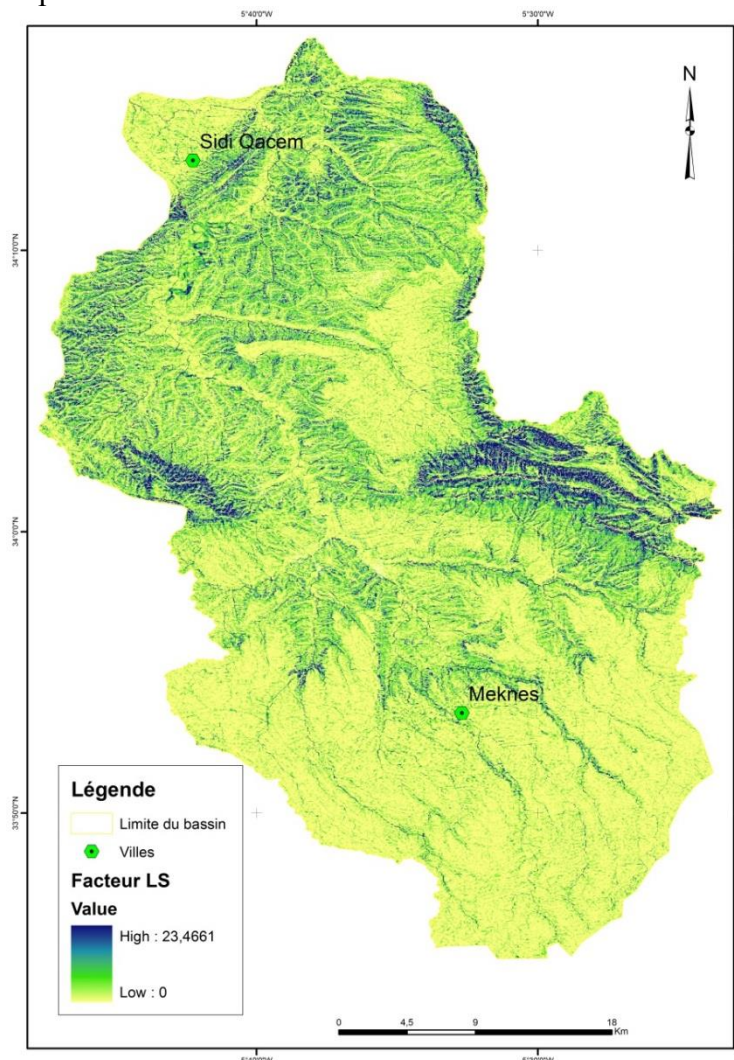 5°40'0"W
5°30'0"W
N
Sidi Qacem
34°10'0"N
34°0'0"N
Meknes
33°50'0"N
Légende
Limite du bassin
Villes
Facteur LS
Value
High : 23,4661
Low : 0
0
4,5
9
18
Km